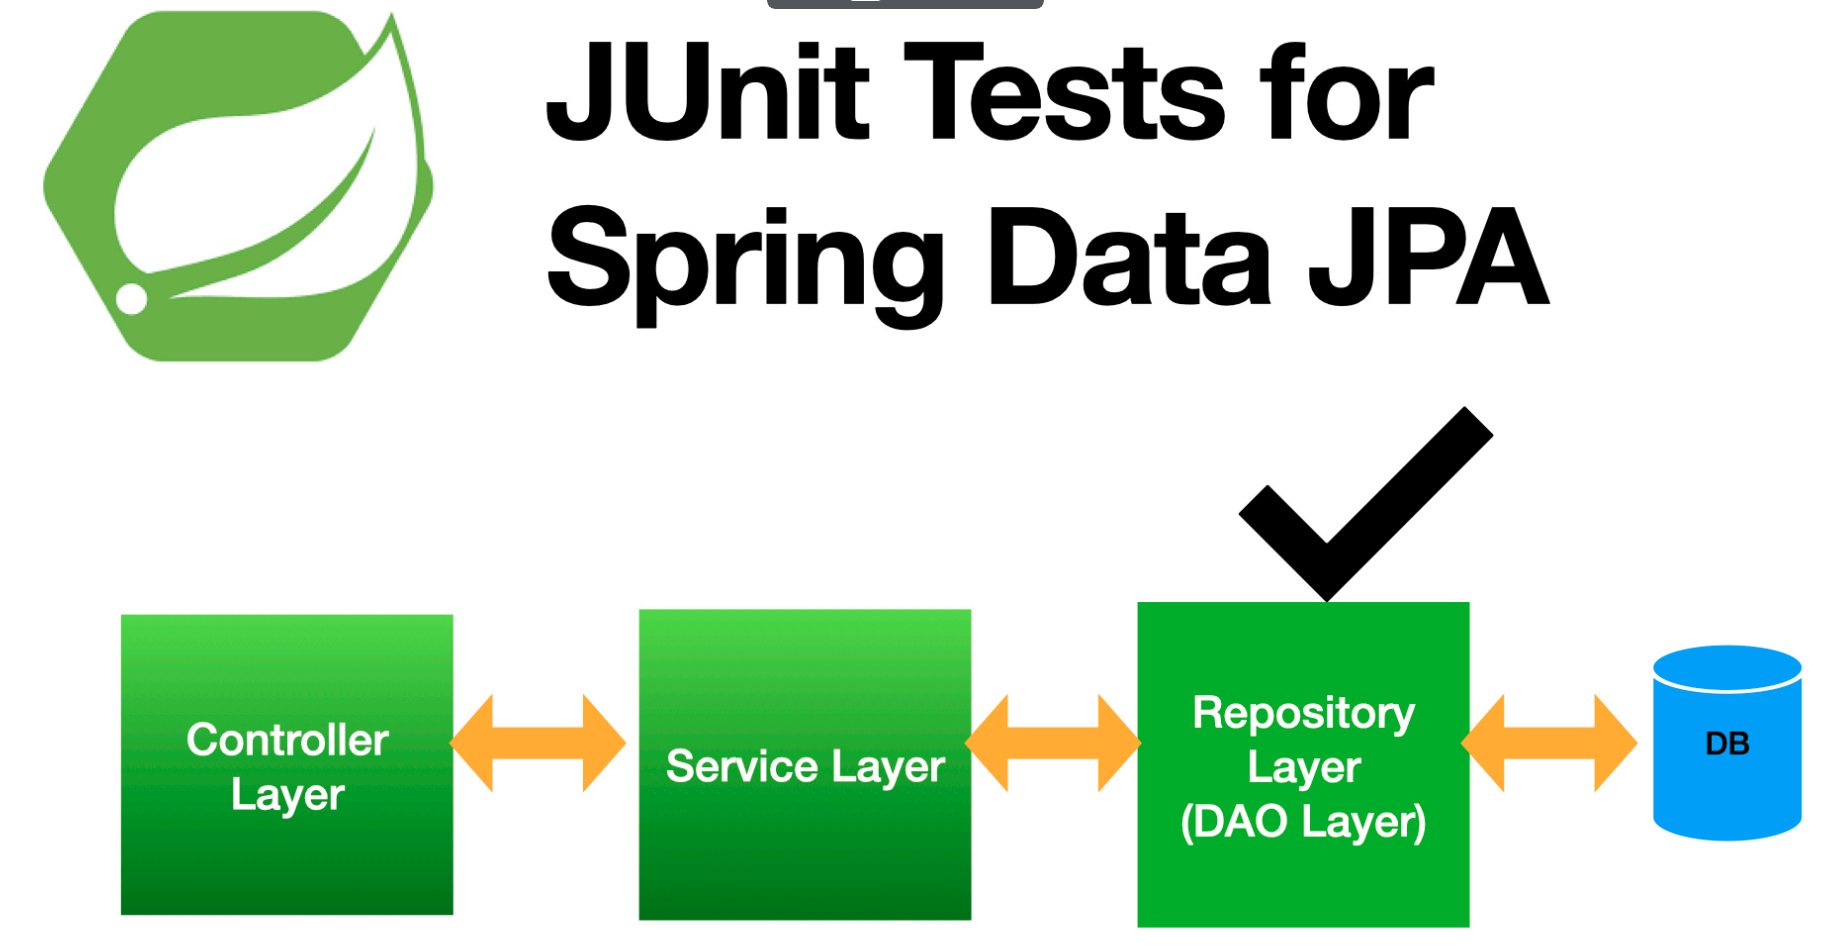 JUnit Tests for
Spring Data JPA
Controller
Layer
Service Layer
Repository
Layer
(DAO Layer)
DB